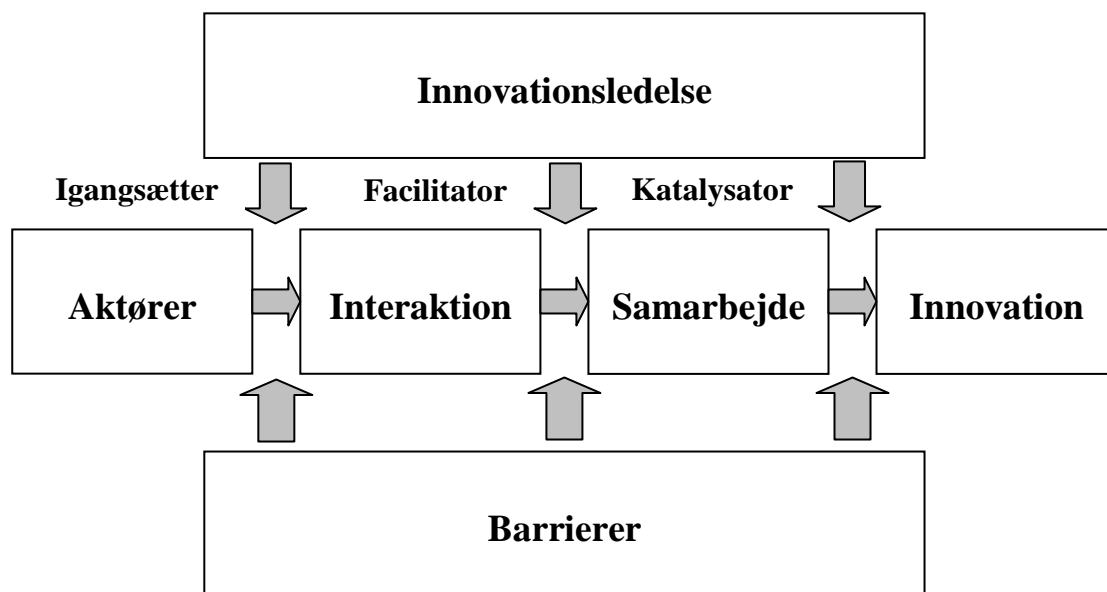 Innovationsledelse
Igangsætter Facilitator Katalysator
Aktører Interaktion Samarbejde Innovation
Barrierer